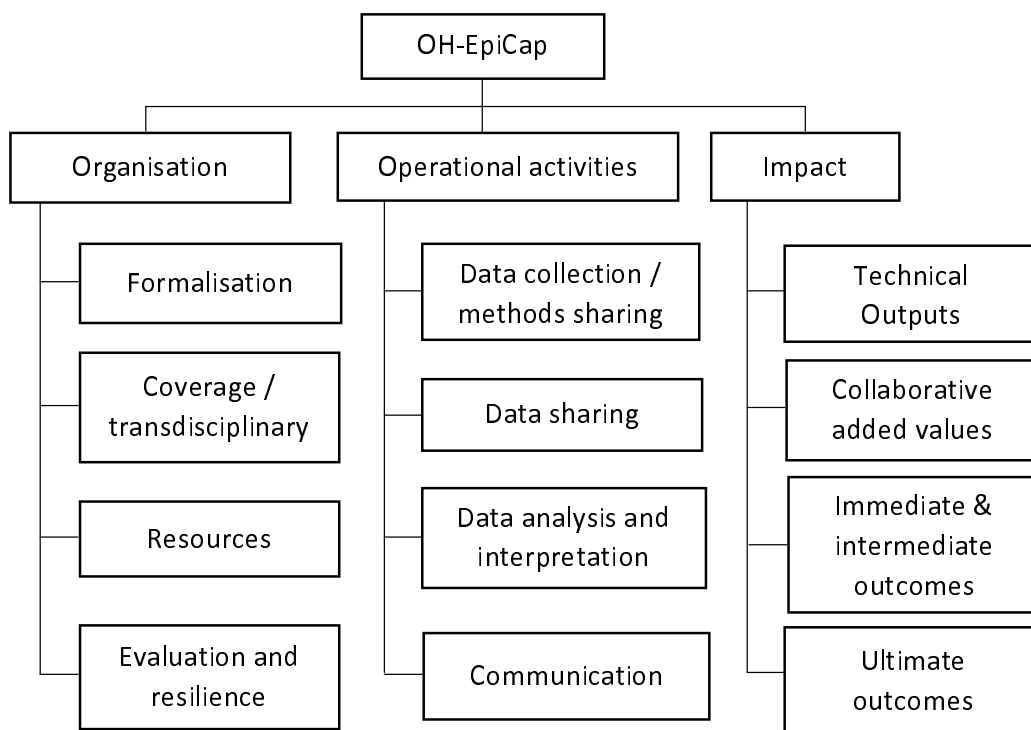 OH-EpiCap
Organisation
Formalisation
Coverage /
transdisciplinary
Resources
Evaluation and
resilience
Operational activities
Data collection /
methods sharing
Data sharing
Data analysis and
interpretation
Communication
Impact
Technical
Outputs
Collaborative
added values
Immediate &
intermediate
outcomes
Ultimate
outcomes